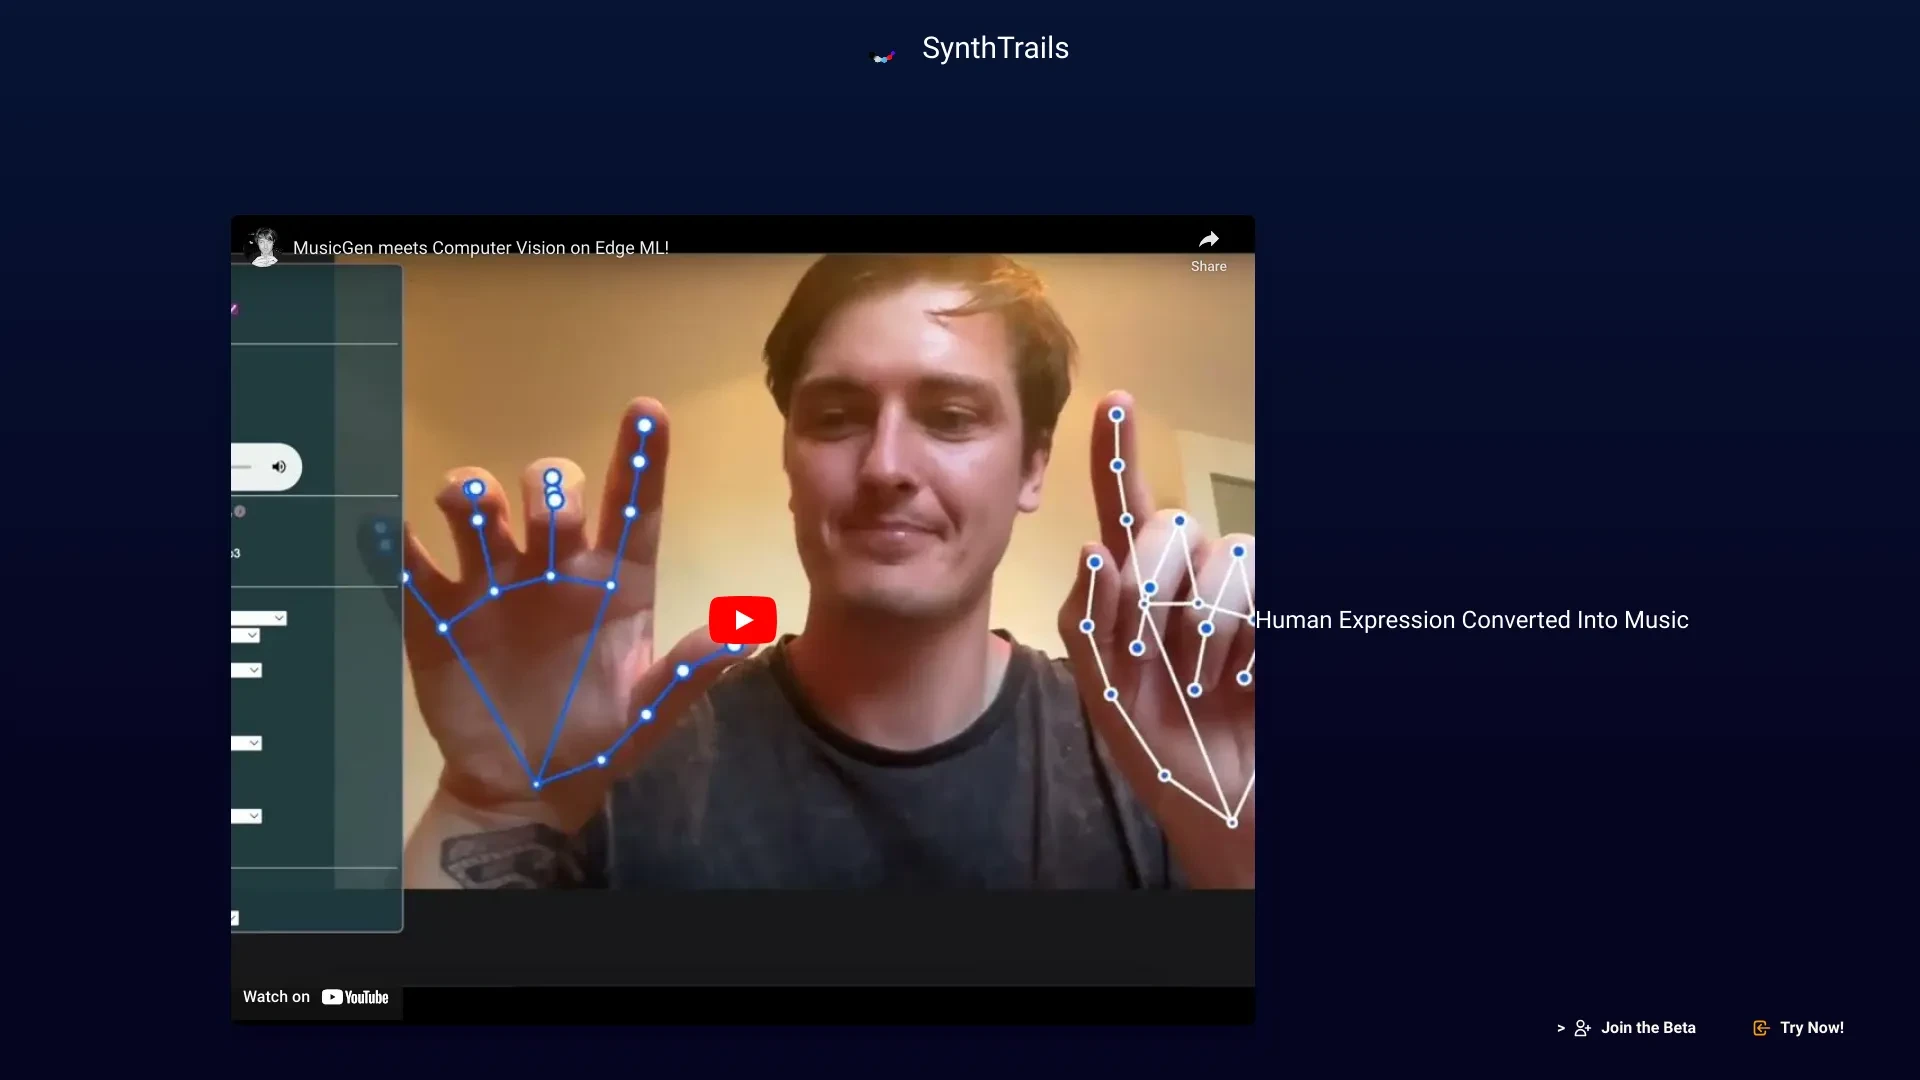 SynthTrails
MusicGen meets Computer Vision on Edge ML!
Share
Human Expression Converted Into Music
Watch on YouTube
> Join the Beta
Try Now!